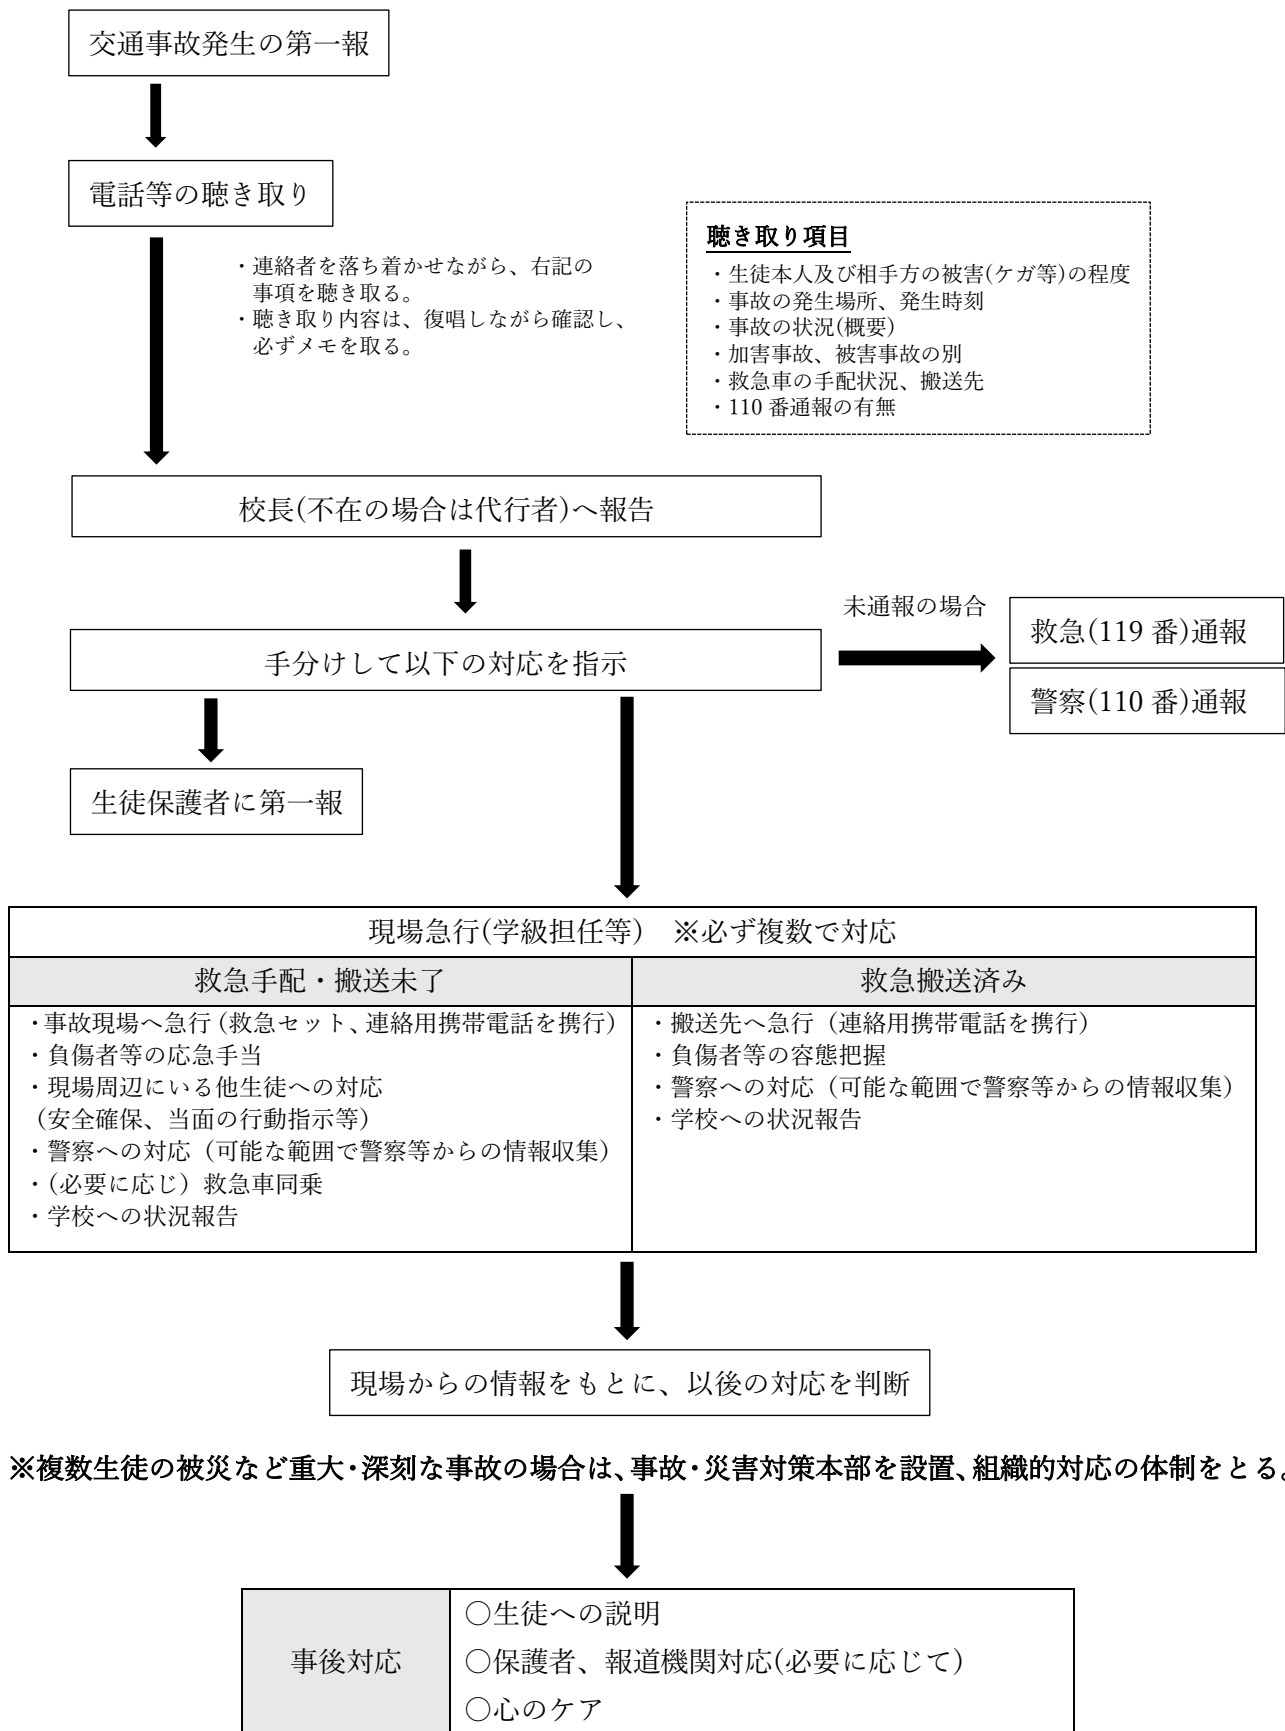 交通事故発生の第一報
電話等の聴き取り
・連絡者を落ち着かせながら、右記の
事項を聴き取る。
・聴き取り内容は、復唱しながら確認し、
必ずメモを取る。
聴き取り項目
・生徒本人及び相手方の被害(ケガ等)の程度
・事故の発生場所、発生時刻
・事故の状況(概要)
・加害事故、被害事故の別
・救急車の手配状況、搬送先
・110 番通報の有無
校長(不在の場合は代行者)へ報告
手分けして以下の対応を指示
未通報の場合
救急(119 番)通報
警察(110 番)通報
生徒保護者に第一報
現場急行(学級担任等)　※必ず複数で対応
救急手配・搬送未了
・事故現場へ急行（救急セット、連絡用携帯電話を携行）
・負傷者等の応急手当
・現場周辺にいる他生徒への対応
（安全確保、当面の行動指示等）
・警察への対応（可能な範囲で警察等からの情報収集）
・（必要に応じ）救急車同乗
・学校への状況報告
救急搬送済み
・搬送先へ急行（連絡用携帯電話を携行）
・負傷者等の容態把握
・警察への対応（可能な範囲で警察等からの情報収集）
・学校への状況報告
現場からの情報をもとに、以後の対応を判断
※複数生徒の被災など重大・深刻な事故の場合は、事故・災害対策本部を設置、組織的対応の体制をとる。
事後対応
○生徒への説明
○保護者、報道機関対応(必要に応じて)
○心のケア